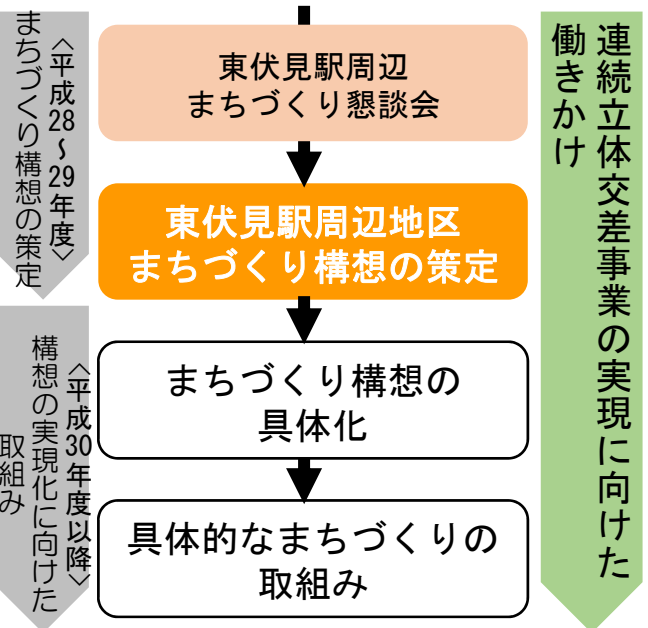 〈平成28～29年度〉
まちづくり構想の策定
東伏見駅周辺
まちづくり懇談会
東伏見駅周辺地区
まちづくり構想の策定
〈平成30年度以降〉
構想の実現化に向けた
取組み
まちづくり構想の
具体化
具体的なまちづくりの
取組み
連続立体交差事業の実現に向けた
働きかけ